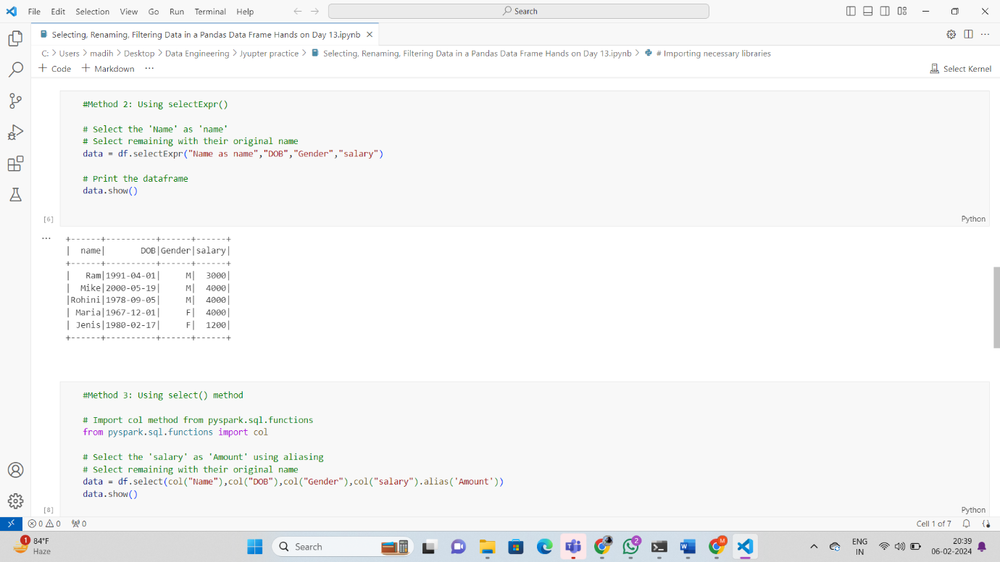 File Edit Selection View Go Run Terminal Help Search
Selecting, Renaming, Filtering Data in a Pandas Data Frame Hands on Day 13.ipynb
C: > Users > madih > Desktop > Data Engineering > Jyupter practice > Selecting, Renaming, Filtering Data in a Pandas Data Frame Hands on Day 13.ipynb > # Importing necessary libraries
+ Code + Markdown ... Select Kernel
#Method 2: Using selectExpr()
# Select the 'Name' as 'name'
# Select remaining with their original name
data = df.selectExpr("Name as name","DOB","Gender","salary")
# Print the dataframe
data.show()
[6] Python
... +------+----------+------+------+
|  name|       DOB|Gender|salary|
+------+----------+------+------+
|   Ram|1991-04-01|     M|  3000|
|  Mike|2000-05-19|     M|  4000|
|Rohini|1978-09-05|     M|  4000|
| Maria|1967-12-01|     F|  4000|
| Jenis|1980-02-17|     F|  1200|
+------+----------+------+------+
#Method 3: Using select() method
# Import col method from pyspark.sql.functions
from pyspark.sql.functions import col
# Select the 'salary' as 'Amount' using aliasing
# Select remaining with their original name
data = df.select(col("Name"),col("DOB"),col("Gender"),col("salary").alias('Amount'))
data.show()
[8] Python
0 0 0 Cell 1 of 7
1 84°F Search 2 M ENG 20:39
Haze IN 06-02-2024